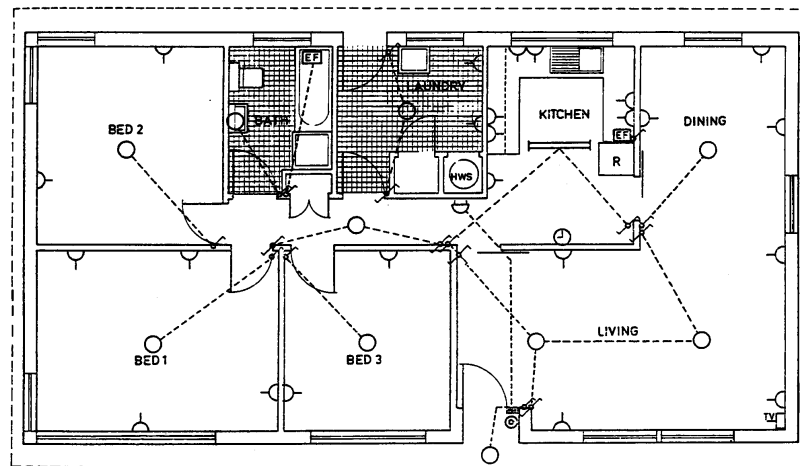 EF
LAUNDRY
BED 2
BATH
KITCHEN
DINING
EF
R
HWS
LIVING
BED 1
BED 3
TV